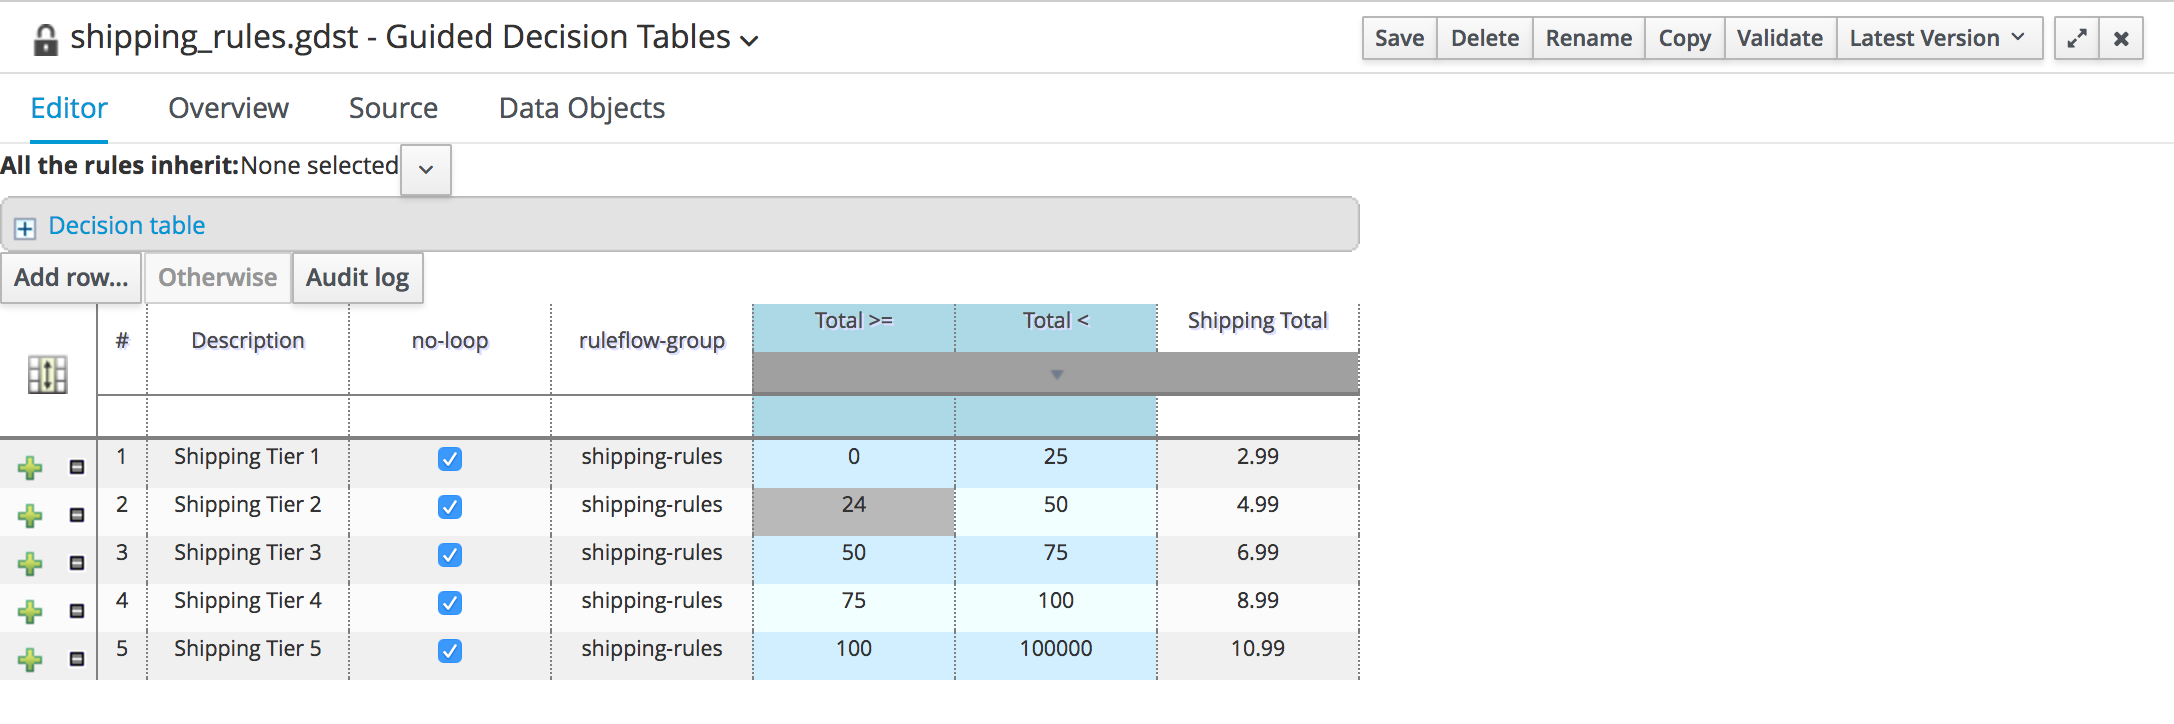 shipping_rules.gdst - Guided Decision Tables
Save Delete Rename Copy Validate Latest Version
Editor Overview Source Data Objects
All the rules inherit:None selected
Decision table
Add row... Otherwise Audit log
# Description no-loop ruleflow-group Total >= Total < Shipping Total
1 Shipping Tier 1 shipping-rules 0 25 2.99
2 Shipping Tier 2 shipping-rules 24 50 4.99
3 Shipping Tier 3 shipping-rules 50 75 6.99
4 Shipping Tier 4 shipping-rules 75 100 8.99
5 Shipping Tier 5 shipping-rules 100 100000 10.99